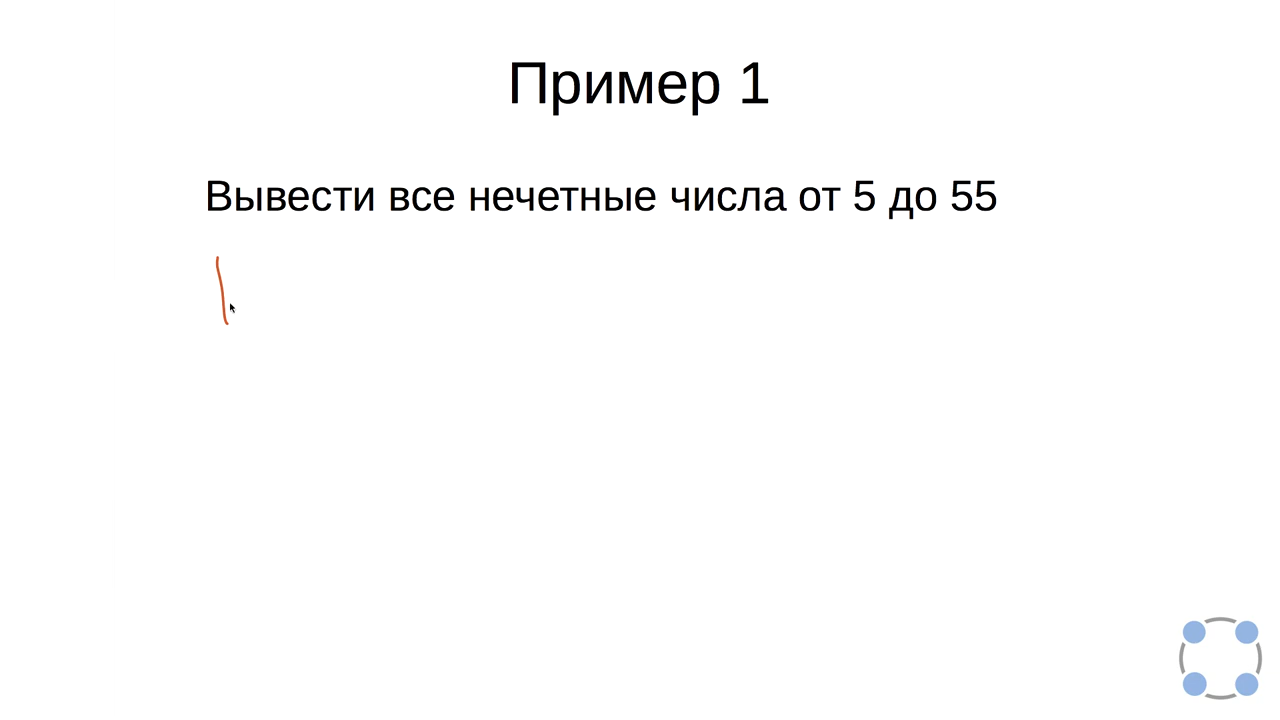 Пример 1
Вывести все нечетные числа от 5 до 55